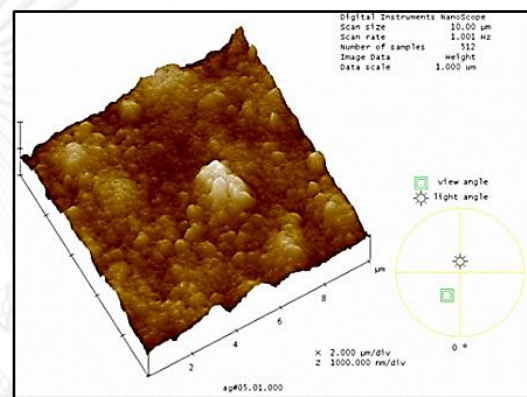 Digital Instruments NanoScope
Scan size 10.00 µm
Scan rate 1.001 Hz
Number of samples 512
Image Data Height
Data scale 1.000 um
view angle
light angle
µm
8
6
4
2
X 2.000 µm/div
Z 1000.000 nm/div
0 °
ag#05.01.000